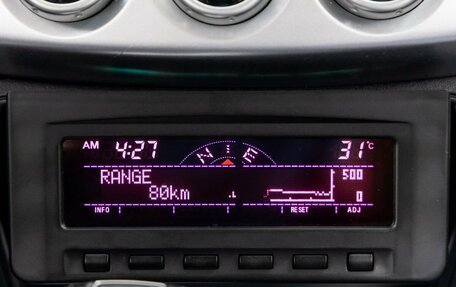 AM 4:27 N E 31°C
RANGE 500
80km 0
INFO RESET ADJ